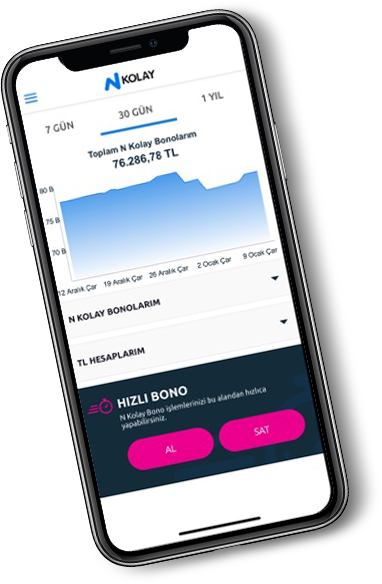 N KOLAY
7 GÜN 30 GÜN 1 YIL
Toplam N Kolay Bonolarım
76.286,78 TL
80 B
75 B
70 B
12 Aralık Çar 19 Aralık Çar 26 Aralık Çar 2 Ocak Çar 9 Ocak Çar
N KOLAY BONOLARIM
TL HESAPLARIM
HIZLI BONO
N Kolay Bono işlemlerinizi bu alandan hızlıca
yapabilirsiniz.
AL SAT